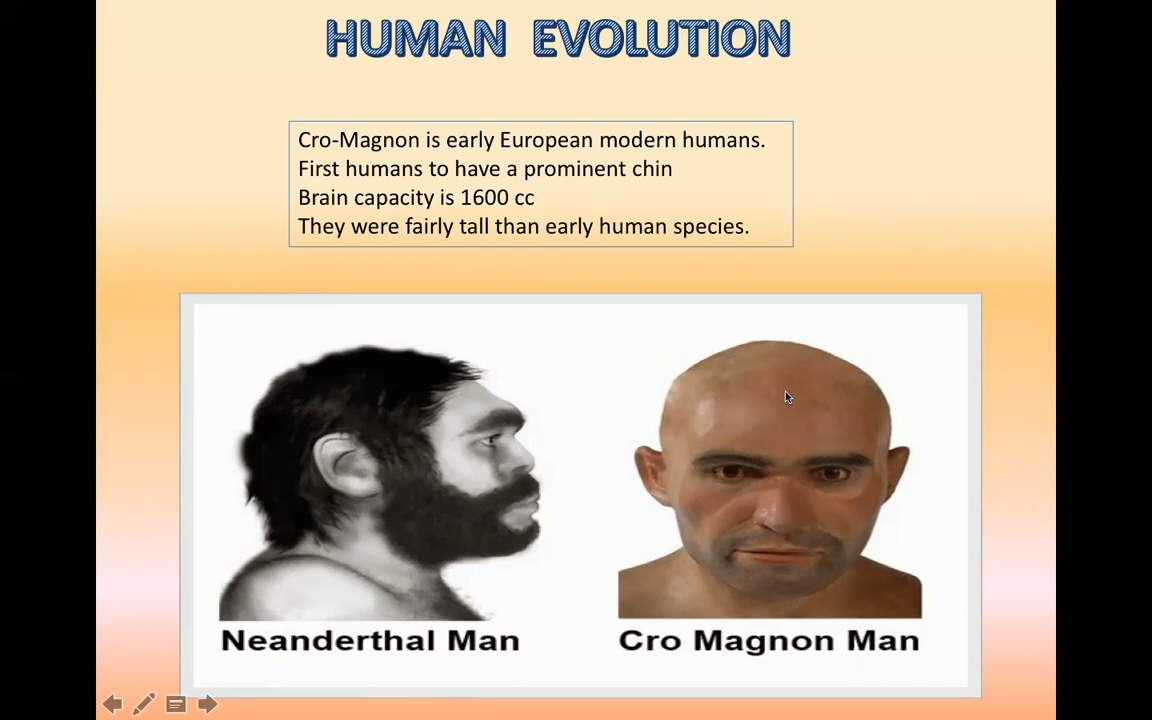 HUMAN EVOLUTION
Cro-Magnon is early European modern humans.
First humans to have a prominent chin
Brain capacity is 1600 cc
They were fairly tall than early human species.
Neanderthal Man
Cro Magnon Man